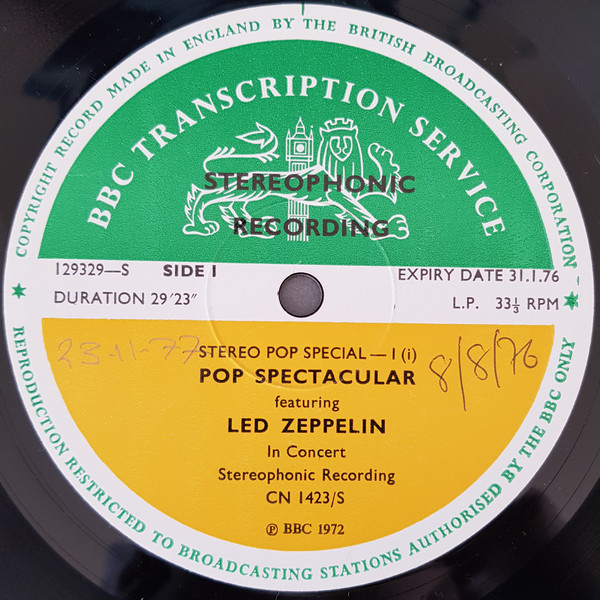 COPYRIGHT RECORD MADE IN ENGLAND BY THE BRITISH BROADCASTING CORPORATION -
BBC TRANSCRIPTION SERVICE
STEREOPHONIC
RECORDING
129329—S SIDE 1 EXPIRY DATE 31.1.76
DURATION 29′23″ L.P. 33⅓ RPM
23-11-77 STEREO POP SPECIAL — 1 (i)
POP SPECTACULAR 8/8/76
featuring
LED ZEPPELIN
In Concert
Stereophonic Recording
CN 1423/S
℗ BBC 1972
REPRODUCTION RESTRICTED TO BROADCASTING STATIONS AUTHORISED BY THE BBC ONLY